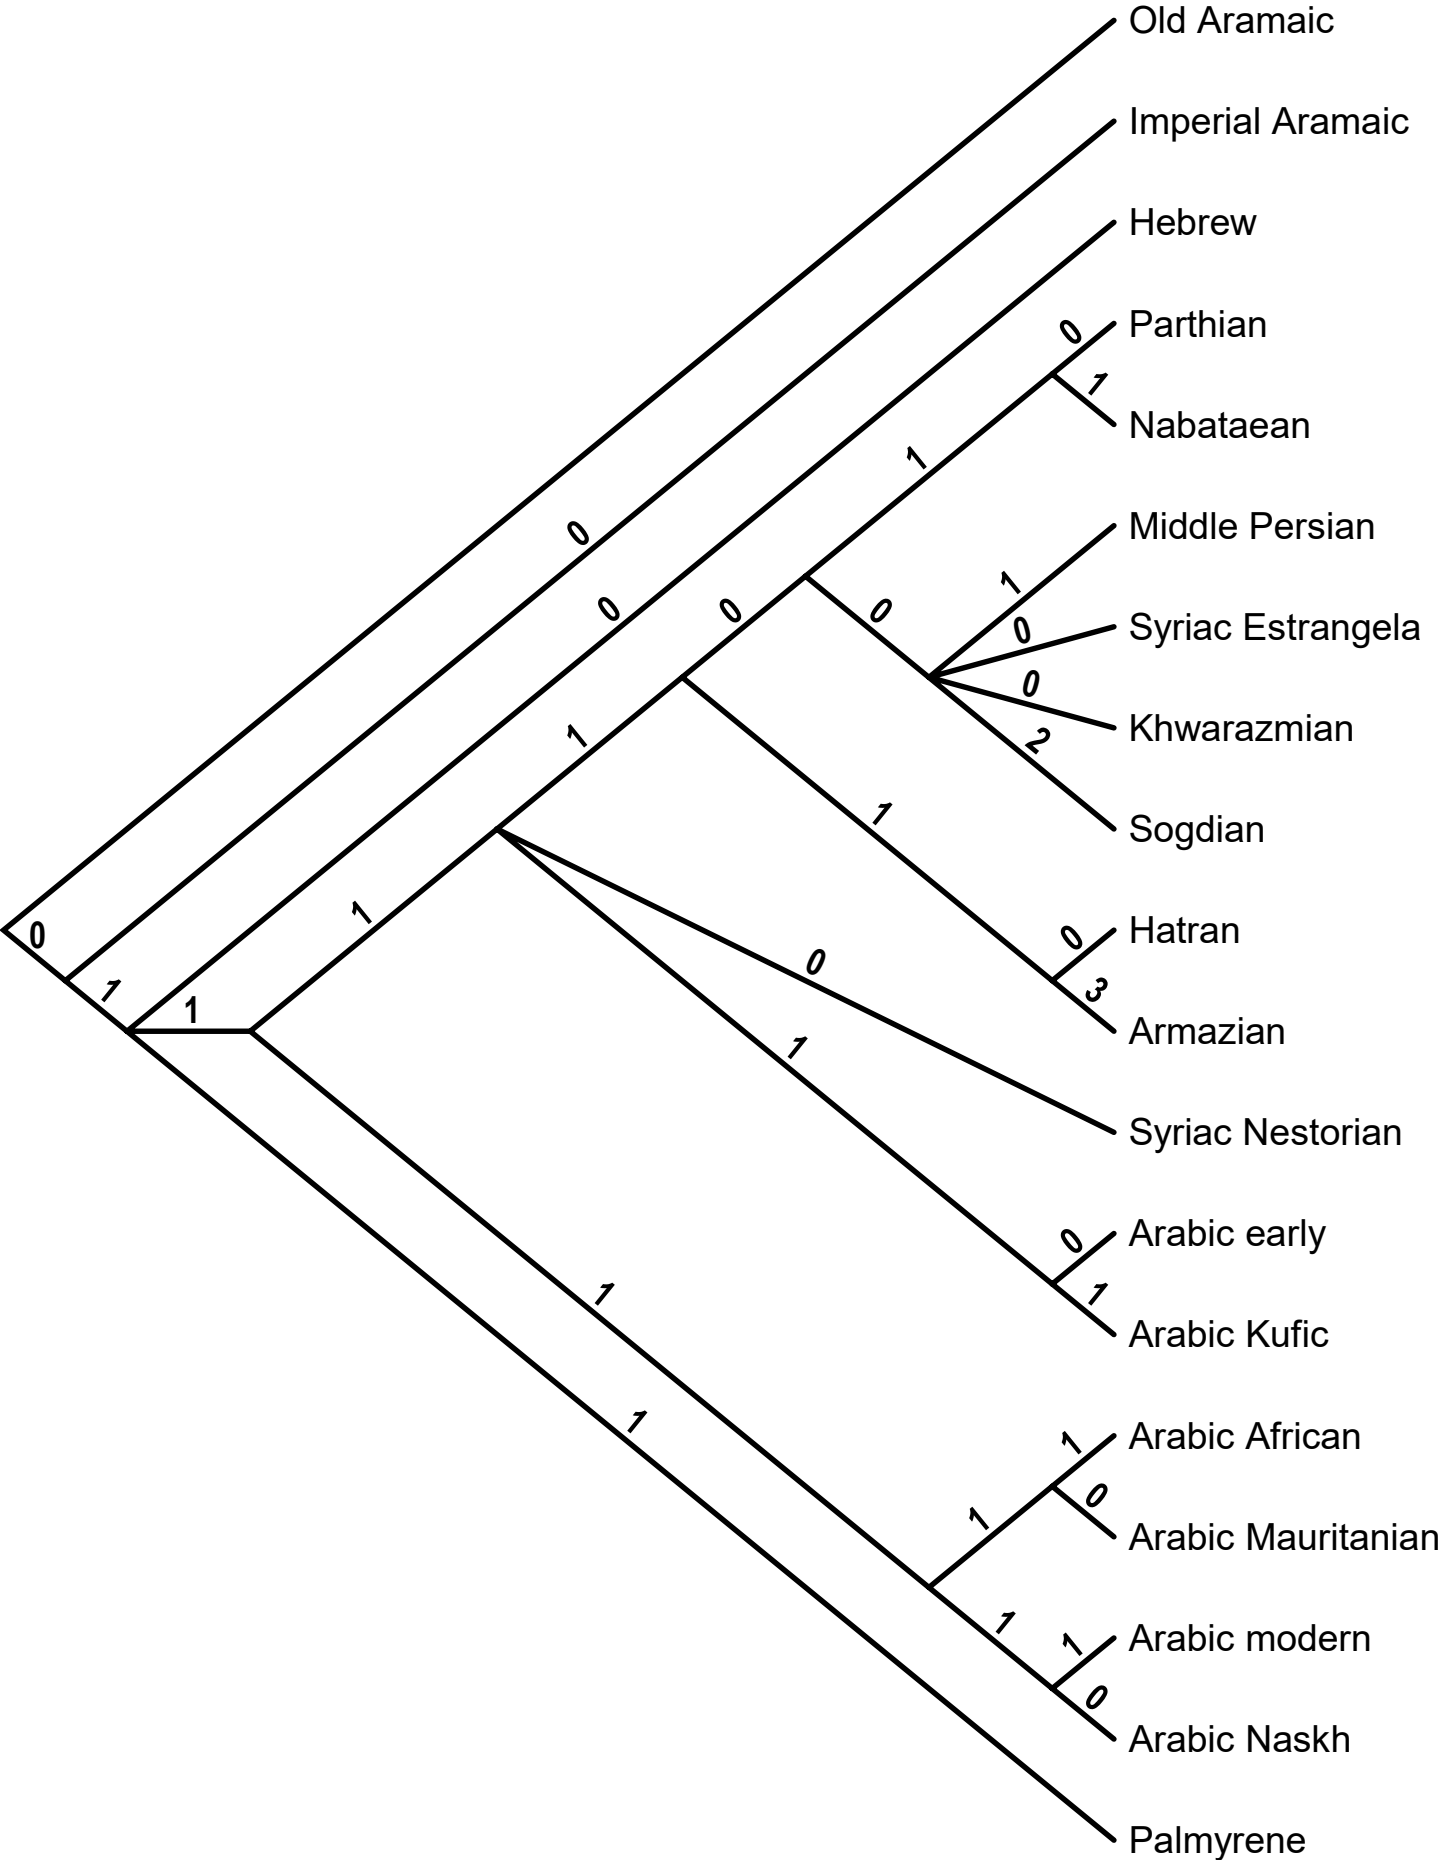 Old Aramaic
Imperial Aramaic
Hebrew
0 Parthian
1
Nabataean
1
Middle Persian
0
1
0 Syriac Estrangela
0 0 0
0
Khwarazmian
1 2
1
Sogdian
1
0 0 Hatran
0
1 3
1
Armazian
1
Syriac Nestorian
0 Arabic early
1 1
Arabic Kufic
1
1 Arabic African
0
1
Arabic Mauritanian
1 1 Arabic modern
0
Arabic Naskh
Palmyrene